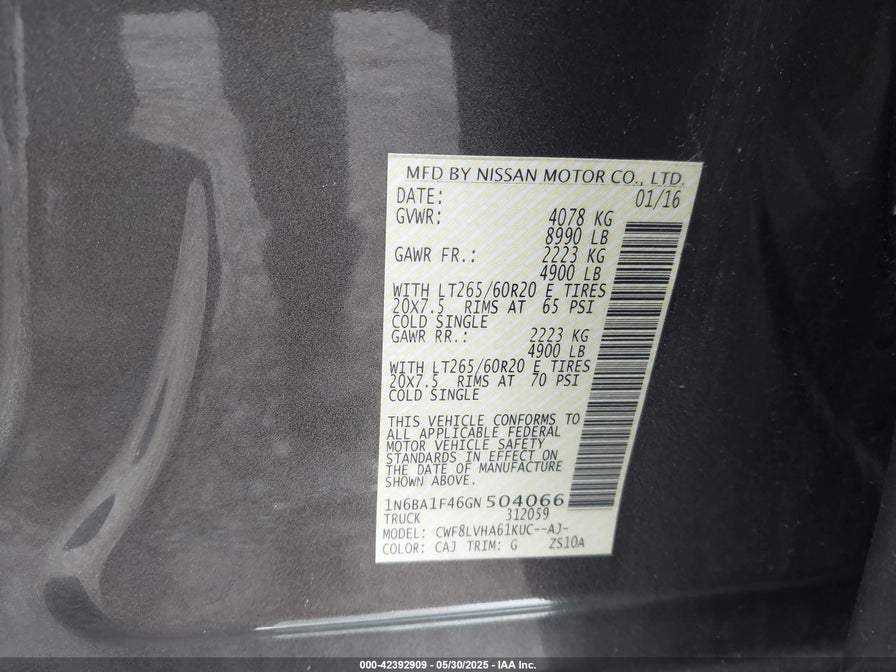 MFD BY NISSAN MOTOR CO., LTD.
DATE: 01/16
GVWR: 4078 KG
8990 LB
GAWR FR.: 2223 KG
4900 LB
WITH LT265/60R20 E TIRES
20X7.5 RIMS AT 65 PSI
COLD SINGLE
GAWR RR.: 2223 KG
4900 LB
WITH LT265/60R20 E TIRES
20X7.5 RIMS AT 70 PSI
COLD SINGLE
THIS VEHICLE CONFORMS TO
ALL APPLICABLE FEDERAL
MOTOR VEHICLE SAFETY
STANDARDS IN EFFECT ON
THE DATE OF MANUFACTURE
SHOWN ABOVE.
1N6BA1F46GN504066
TRUCK 312059
MODEL: CWF8LVHA61KUC--AJ-
COLOR: CAJ TRIM: G ZS10A
000-42392909 - 05/30/2025 - IAA Inc.